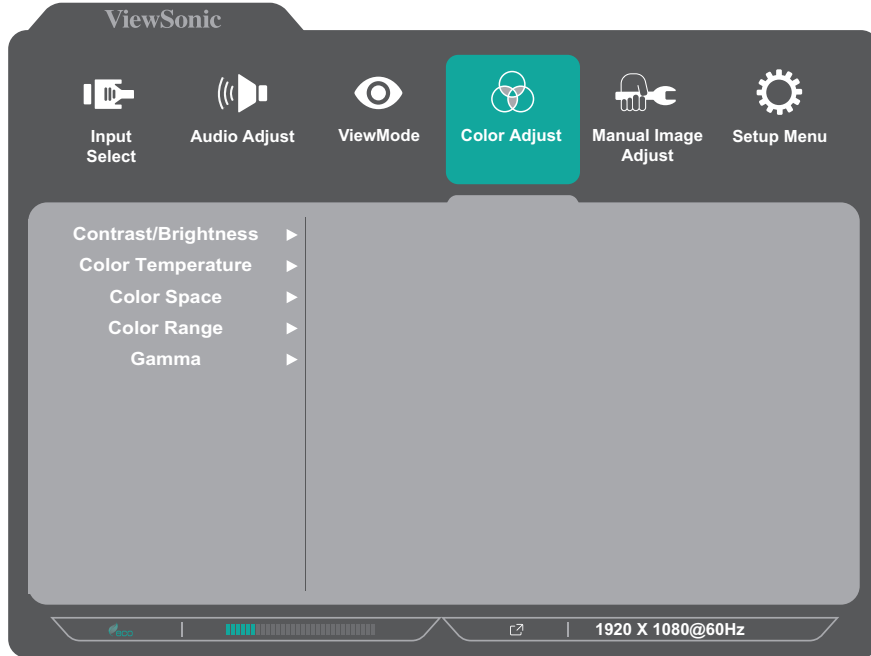 ViewSonic
Input
Select
Audio Adjust
ViewMode
Color Adjust
Manual Image
Adjust
Setup Menu
Contrast/Brightness
Color Temperature
Color Space
Color Range
Gamma
eco
1920 X 1080@60Hz